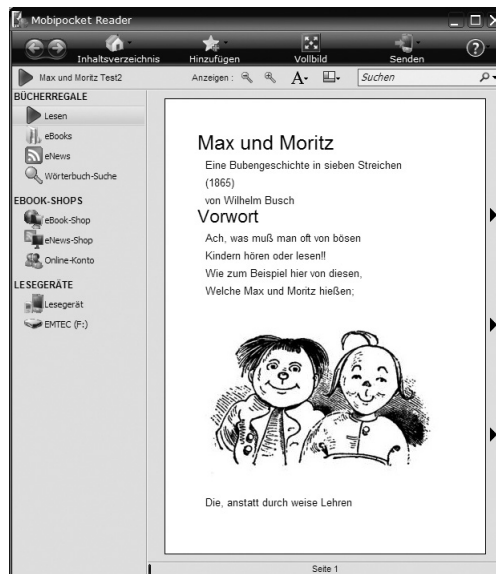 Mobipocket Reader
Inhaltsverzeichnis Hinzufügen Vollbild Senden ?
Max und Moritz Test2 Anzeigen : A Suchen
BÜCHERREGALE
Lesen
eBooks
eNews
Wörterbuch-Suche
EBOOK-SHOPS
eBook-Shop
eNews-Shop
Online-Konto
LESEGERÄTE
Lesegerät
EMTEC (F:)
Max und Moritz
Eine Bubengeschichte in sieben Streichen
(1865)
von Wilhelm Busch
Vorwort
Ach, was muß man oft von bösen
Kindern hören oder lesen!!
Wie zum Beispiel hier von diesen,
Welche Max und Moritz hießen;
Die, anstatt durch weise Lehren
Seite 1